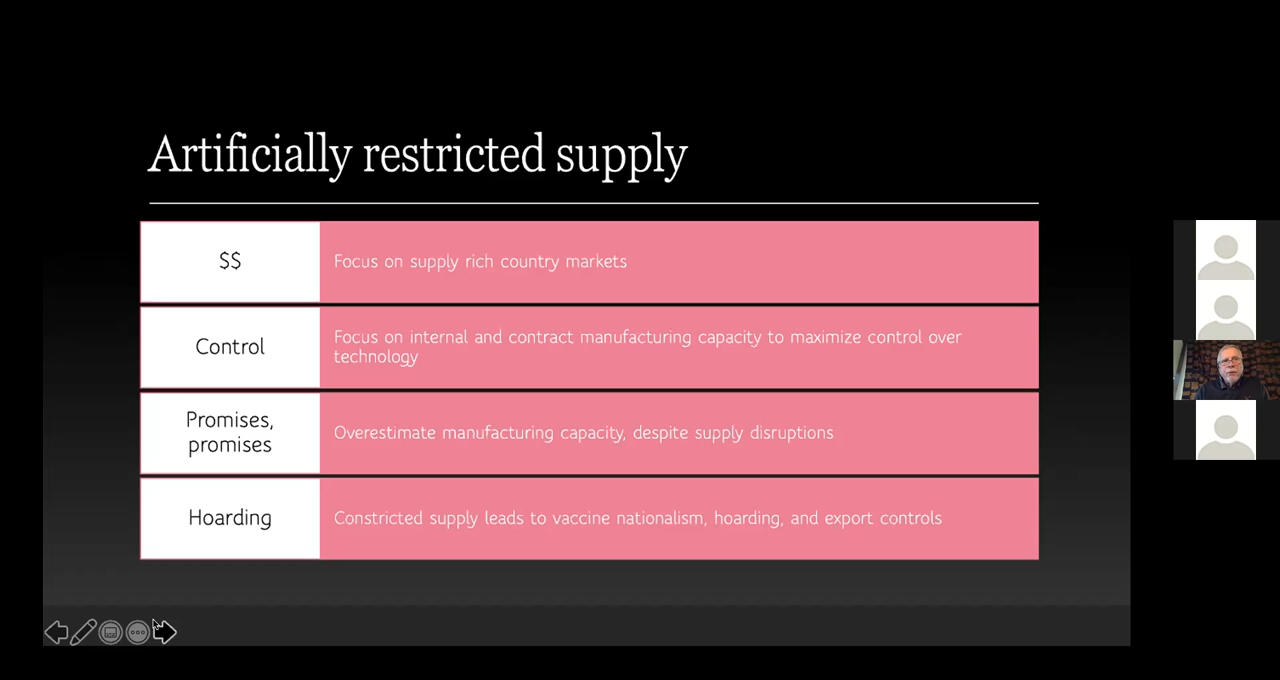 Artificially restricted supply
$$
Focus on supply rich country markets
Control
Focus on internal and contract manufacturing capacity to maximize control over
technology
Promises,
promises
Overestimate manufacturing capacity, despite supply disruptions
Hoarding
Constricted supply leads to vaccine nationalism, hoarding, and export controls